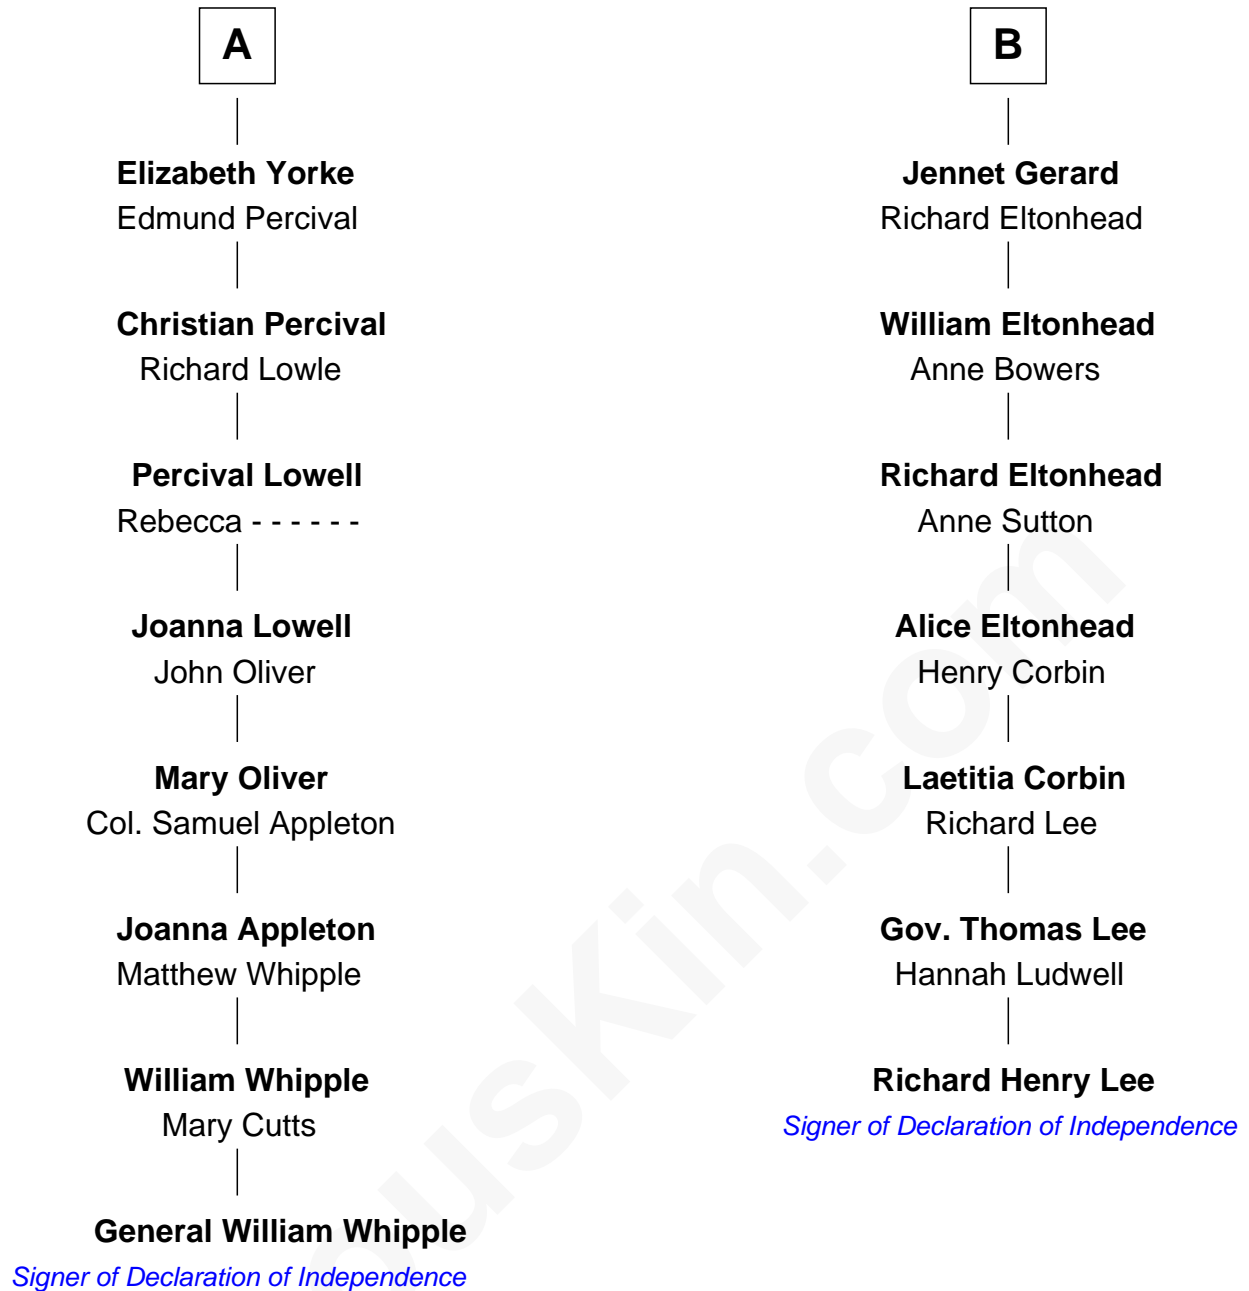 A
Elizabeth Yorke
Edmund Percival
Christian Percival
Richard Lowle
Percival Lowell
Rebecca - - - - - -
Joanna Lowell
John Oliver
Mary Oliver
Col. Samuel Appleton
Joanna Appleton
Matthew Whipple
William Whipple
Mary Cutts
General William Whipple
Signer of Declaration of Independence
B
Jennet Gerard
Richard Eltonhead
William Eltonhead
Anne Bowers
Richard Eltonhead
Anne Sutton
Alice Eltonhead
Henry Corbin
Laetitia Corbin
Richard Lee
Gov. Thomas Lee
Hannah Ludwell
Richard Henry Lee
Signer of Declaration of Independence
ousKin.com